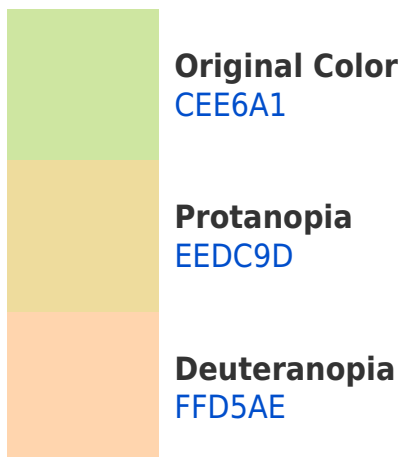 Original Color
CEE6A1
Protanopia
EEDC9D
Deuteranopia
FFD5AE